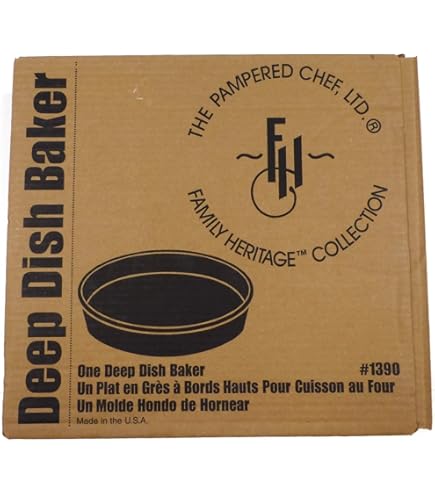 Deep Dish Baker
THE PAMPERED CHEF, LTD.®
FH
FAMILY HERITAGE™ COLLECTION
One Deep Dish Baker #1390
Un Plat en Grès à Bords Hauts Pour Cuisson au Four
Un Molde Hondo de Hornear
Made in the U.S.A.